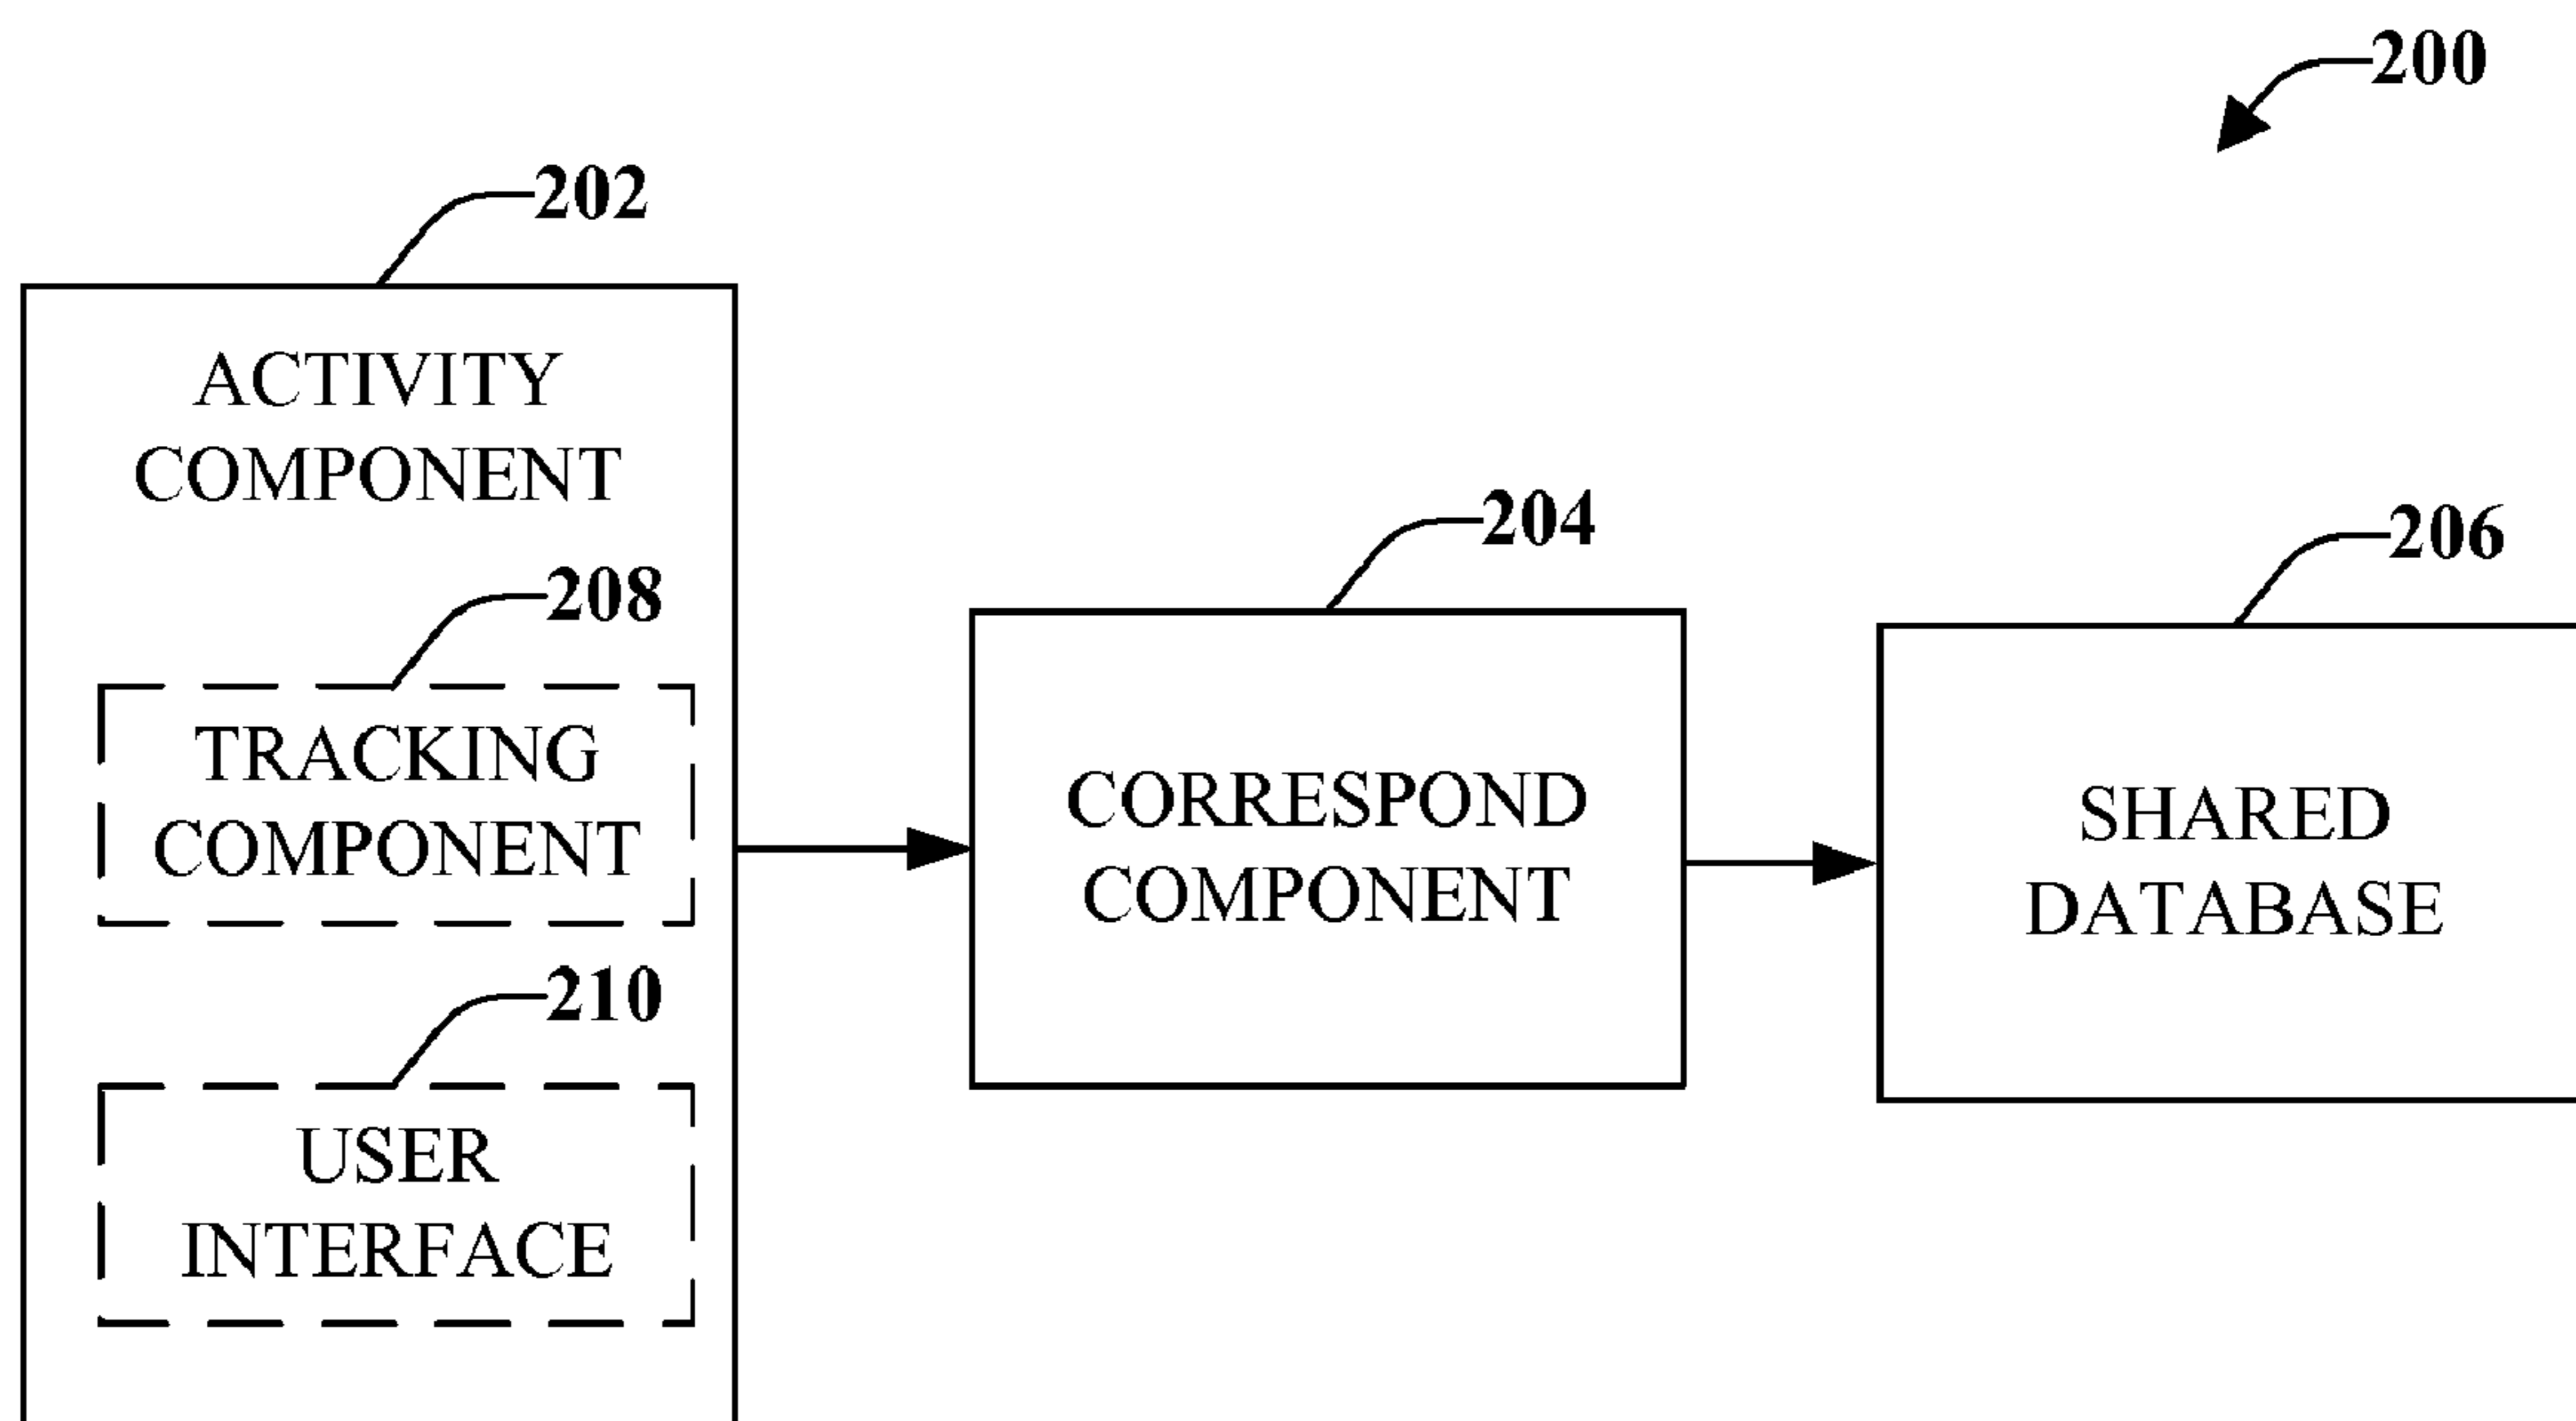 200
202
ACTIVITY
COMPONENT
208
TRACKING
COMPONENT
210
USER
INTERFACE
204
CORRESPOND
COMPONENT
206
SHARED
DATABASE